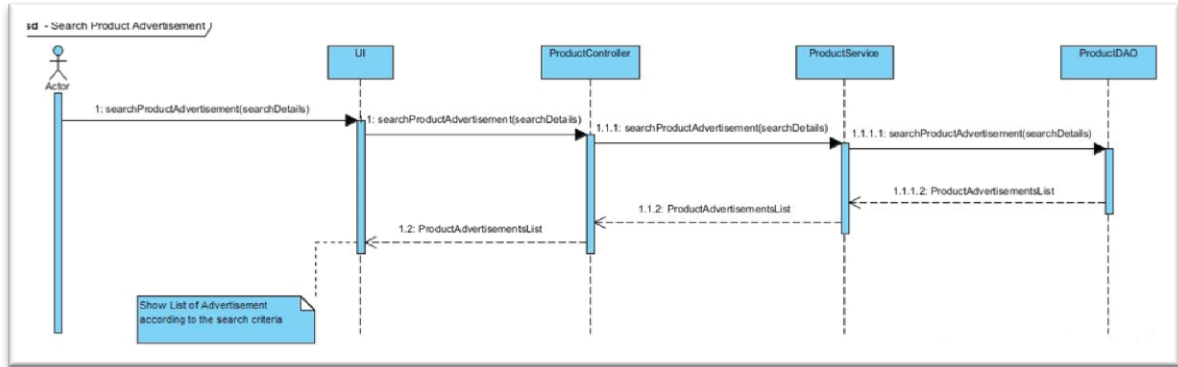 sd - Search Product Advertisement
Actor
UI
ProductController
ProductService
ProductDAO
1: searchProductAdvertisement(searchDetails)
1: searchProductAdvertisement(searchDetails)
1.1.1: searchProductAdvertisement(searchDetails)
1.1.1.1: searchProductAdvertisement(searchDetails)
1.1.1.2: ProductAdvertisementsList
1.1.2: ProductAdvertisementsList
1.2: ProductAdvertisementsList
Show List of Advertisement
according to the search criteria